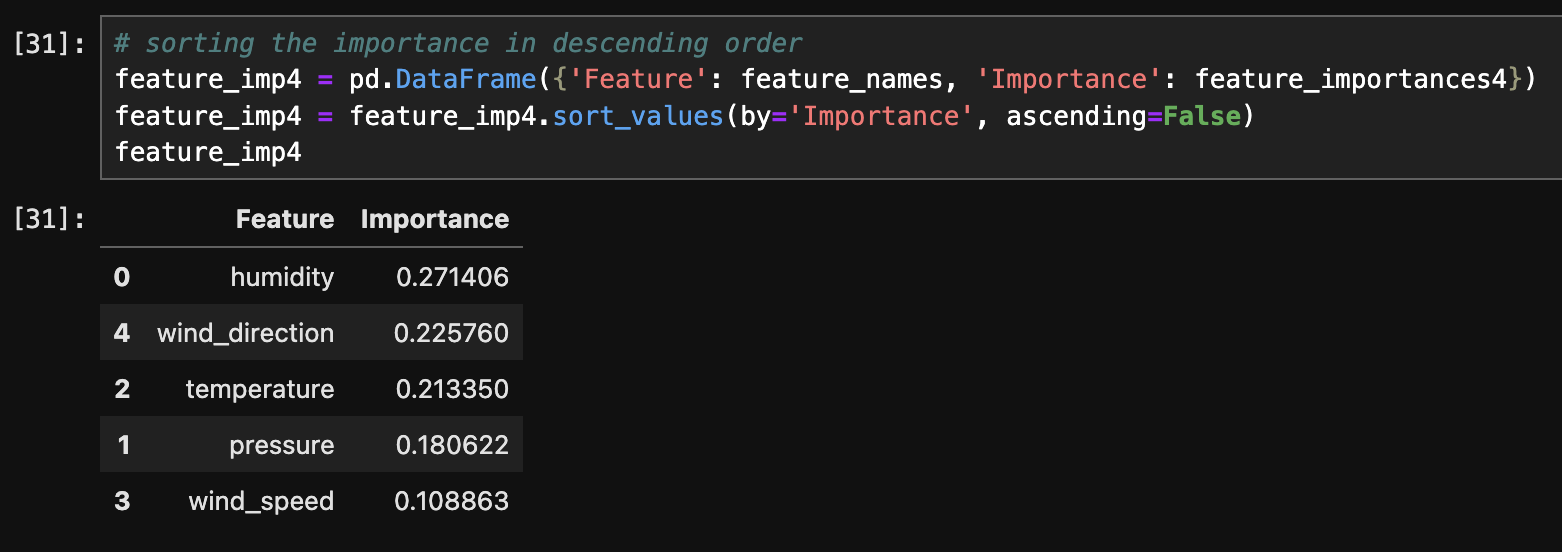 [31]: # sorting the importance in descending order
feature_imp4 = pd.DataFrame({'Feature': feature_names, 'Importance': feature_importances4})
feature_imp4 = feature_imp4.sort_values(by='Importance', ascending=False)
feature_imp4
[31]: Feature Importance
0 humidity 0.271406
4 wind_direction 0.225760
2 temperature 0.213350
1 pressure 0.180622
3 wind_speed 0.108863